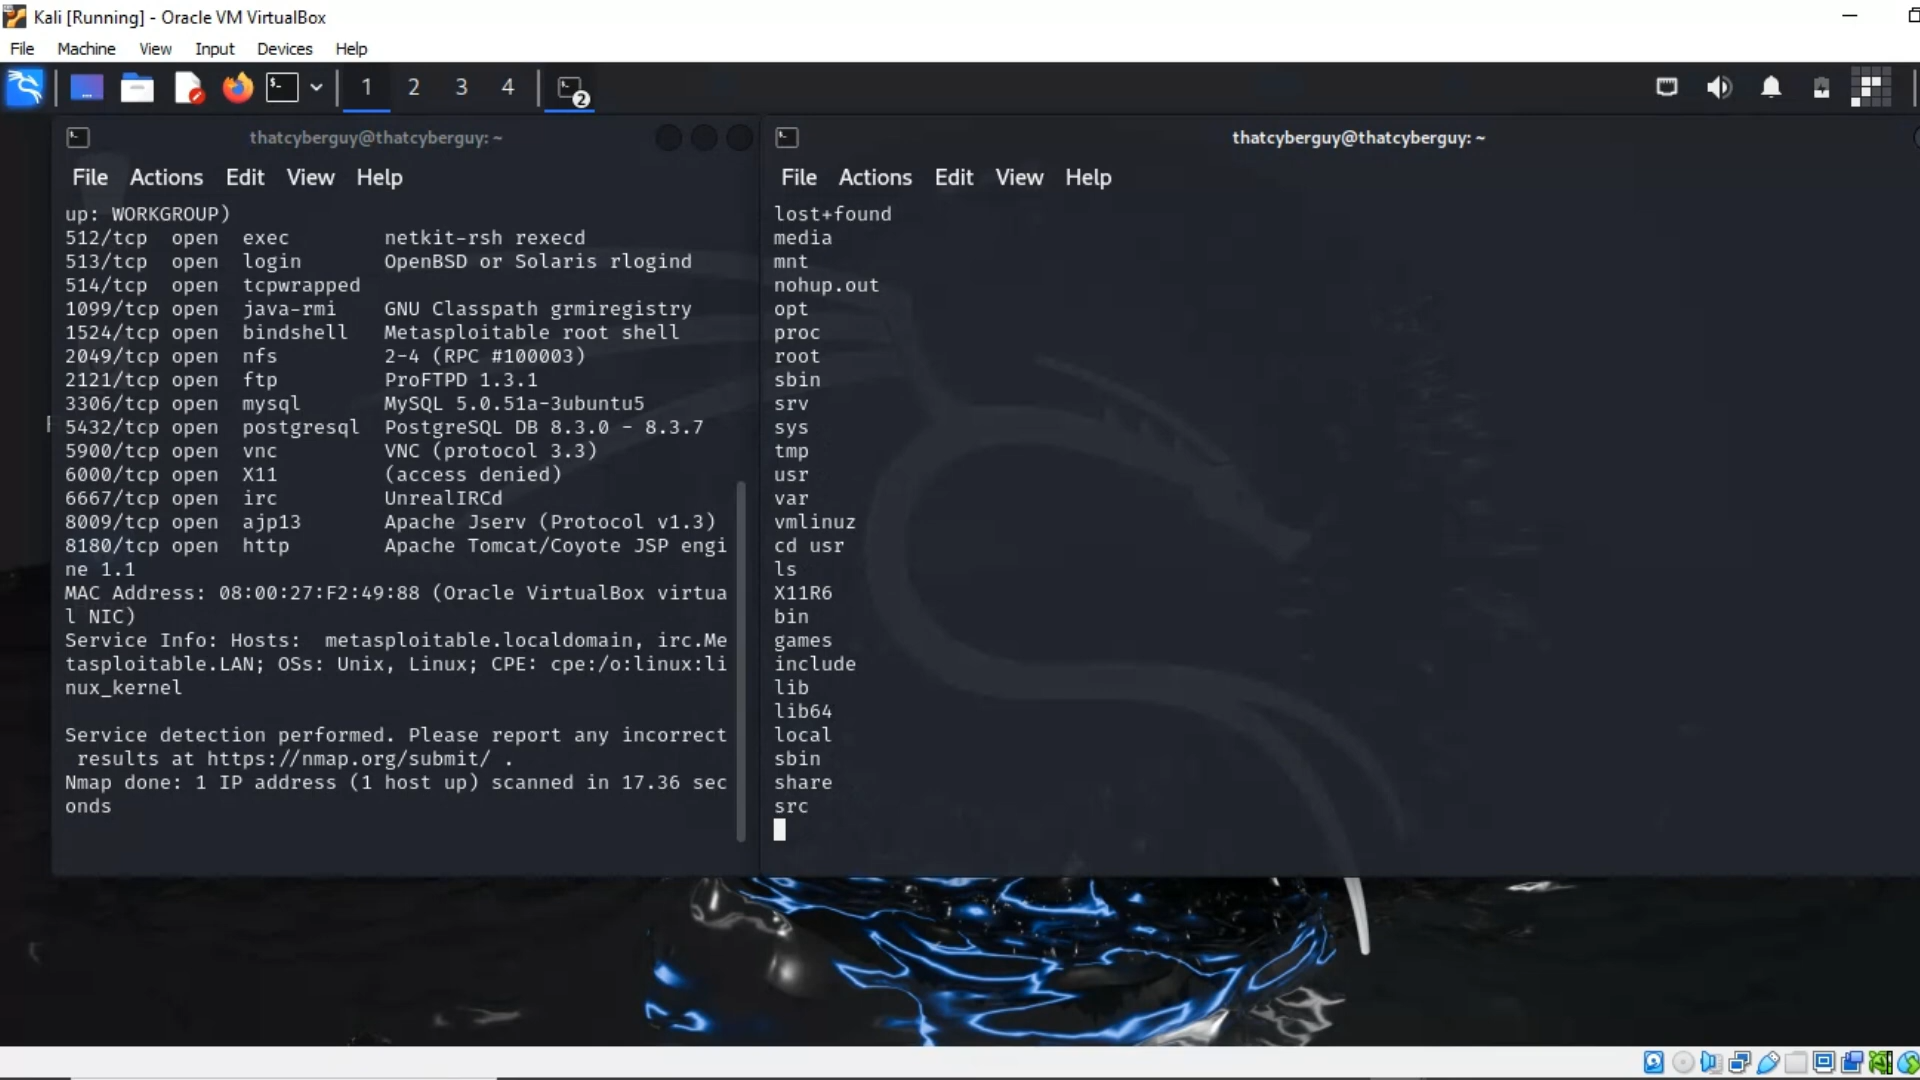 Kali [Running] - Oracle VM VirtualBox
File Machine View Input Devices Help
1 2 3 4 2
thatcyberguy@thatcyberguy: ~
File Actions Edit View Help
up: WORKGROUP)
512/tcp open exec netkit-rsh rexecd
513/tcp open login OpenBSD or Solaris rlogind
514/tcp open tcpwrapped
1099/tcp open java-rmi GNU Classpath grmiregistry
1524/tcp open bindshell Metasploitable root shell
2049/tcp open nfs 2-4 (RPC #100003)
2121/tcp open ftp ProFTPD 1.3.1
3306/tcp open mysql MySQL 5.0.51a-3ubuntu5
5432/tcp open postgresql PostgreSQL DB 8.3.0 - 8.3.7
5900/tcp open vnc VNC (protocol 3.3)
6000/tcp open X11 (access denied)
6667/tcp open irc UnrealIRCd
8009/tcp open ajp13 Apache Jserv (Protocol v1.3)
8180/tcp open http Apache Tomcat/Coyote JSP engi
ne 1.1
MAC Address: 08:00:27:F2:49:88 (Oracle VirtualBox virtua
l NIC)
Service Info: Hosts: metasploitable.localdomain, irc.Me
tasploitable.LAN; OSs: Unix, Linux; CPE: cpe:/o:linux:li
nux_kernel
Service detection performed. Please report any incorrect
results at https://nmap.org/submit/ .
Nmap done: 1 IP address (1 host up) scanned in 17.36 sec
onds
thatcyberguy@thatcyberguy: ~
File Actions Edit View Help
lost+found
media
mnt
nohup.out
opt
proc
root
sbin
srv
sys
tmp
usr
var
vmlinuz
cd usr
ls
X11R6
bin
games
include
lib
lib64
local
sbin
share
src